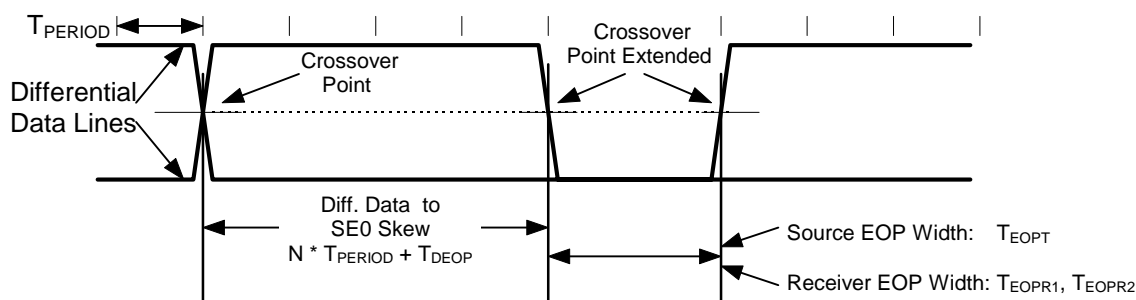 TPERIOD
Differential
Data Lines
Crossover
Point
Crossover
Point Extended
Diff. Data to
SE0 Skew
N * TPERIOD + TDEOP
Source EOP Width: TEOPT
Receiver EOP Width: TEOPR1, TEOPR2